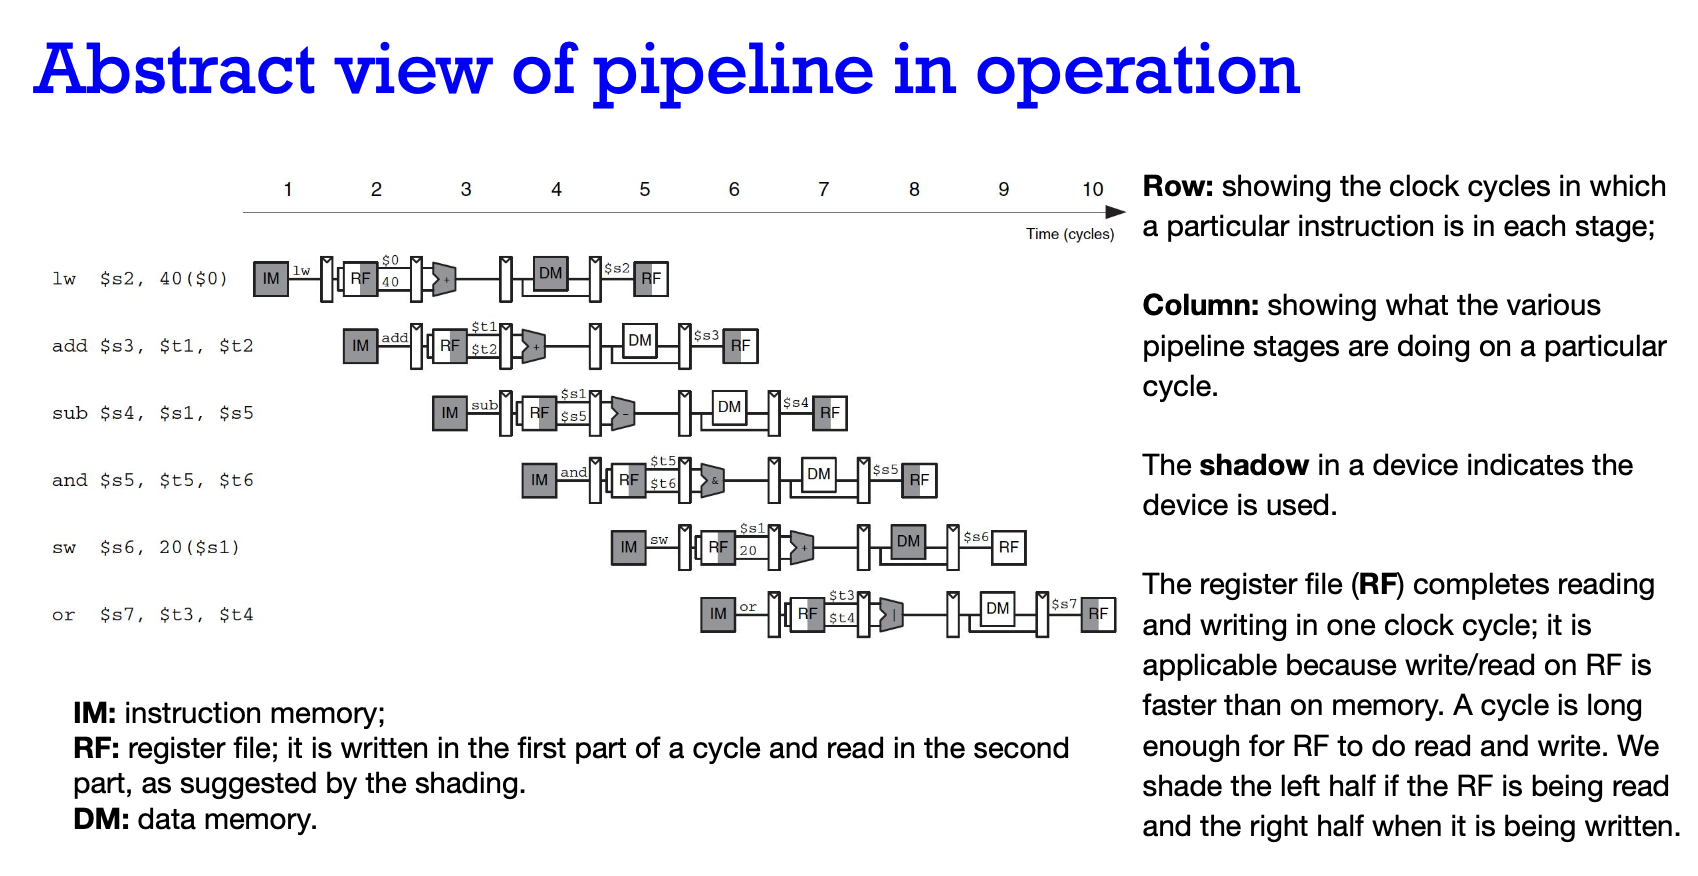 Abstract view of pipeline in operation
1 2 3 4 5 6 7 8 9 10
Time (cycles)
lw $s2, 40($0) IM lw RF $0 40 + DM $s2 RF
add $s3, $t1, $t2 IM add RF $t1 $t2 + DM $s3 RF
sub $s4, $s1, $s5 IM sub RF $s1 $s5 - DM $s4 RF
and $s5, $t5, $t6 IM and RF $t5 $t6 & DM $s5 RF
sw $s6, 20($s1) IM sw RF $s1 20 + DM $s6 RF
or $s7, $t3, $t4 IM or RF $t3 $t4 | DM $s7 RF
IM: instruction memory;
RF: register file; it is written in the first part of a cycle and read in the second
part, as suggested by the shading.
DM: data memory.
Row: showing the clock cycles in which
a particular instruction is in each stage;
Column: showing what the various
pipeline stages are doing on a particular
cycle.
The shadow in a device indicates the
device is used.
The register file (RF) completes reading
and writing in one clock cycle; it is
applicable because write/read on RF is
faster than on memory. A cycle is long
enough for RF to do read and write. We
shade the left half if the RF is being read
and the right half when it is being written.